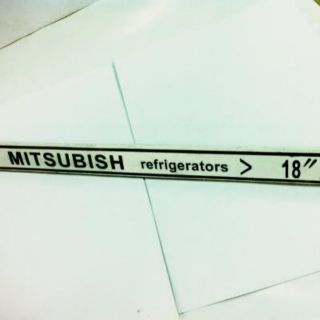 MITSUBISH refrigerators > 18"